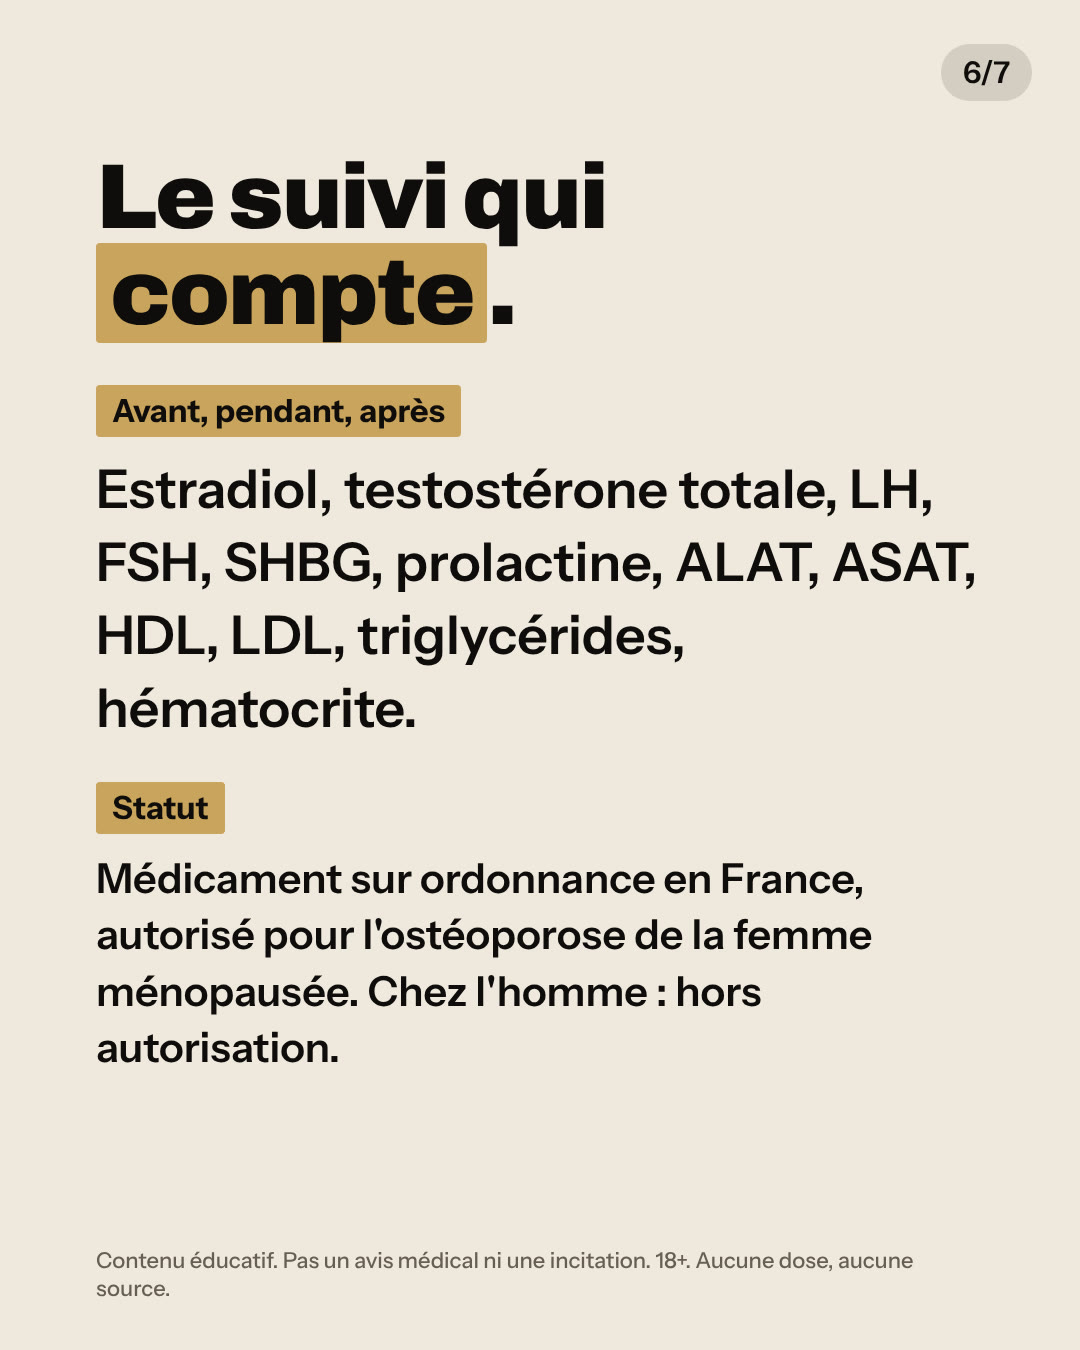 6/7
Le suivi qui
compte.
Avant, pendant, après
Estradiol, testostérone totale, LH,
FSH, SHBG, prolactine, ALAT, ASAT,
HDL, LDL, triglycérides,
hématocrite.
Statut
Médicament sur ordonnance en France,
autorisé pour l'ostéoporose de la femme
ménopausée. Chez l'homme : hors
autorisation.
Contenu éducatif. Pas un avis médical ni une incitation. 18+. Aucune dose, aucune
source.